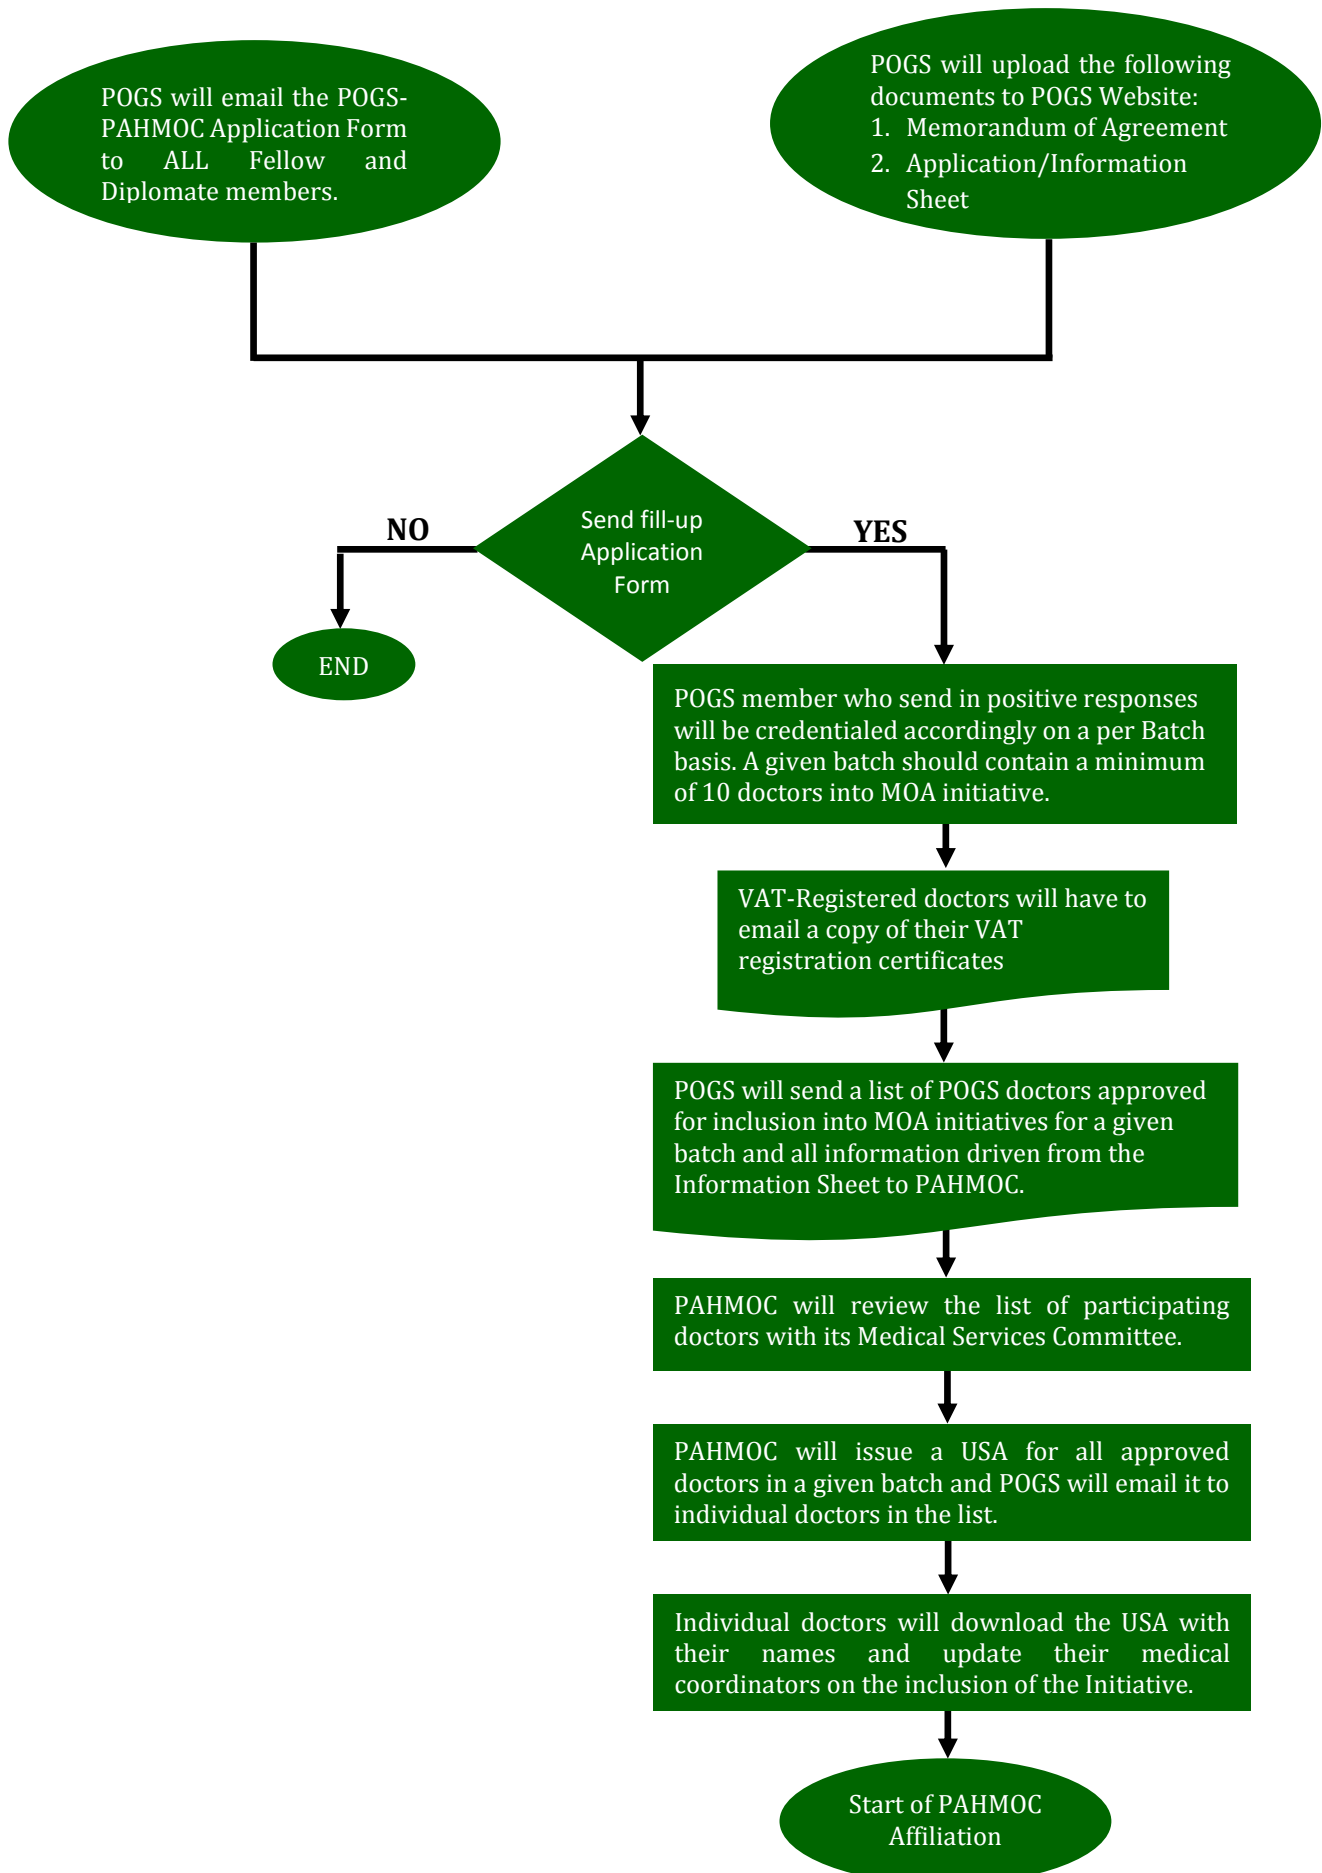 POGS will email the POGS-
PAHMOC Application Form
to ALL Fellow and
Diplomate members.
POGS will upload the following
documents to POGS Website:
1. Memorandum of Agreement
2. Application/Information
Sheet
Send fill-up
Application
Form
NO
YES
END
POGS member who send in positive responses
will be credentialed accordingly on a per Batch
basis. A given batch should contain a minimum
of 10 doctors into MOA initiative.
VAT-Registered doctors will have to
email a copy of their VAT
registration certificates
POGS will send a list of POGS doctors approved
for inclusion into MOA initiatives for a given
batch and all information driven from the
Information Sheet to PAHMOC.
PAHMOC will review the list of participating
doctors with its Medical Services Committee.
PAHMOC will issue a USA for all approved
doctors in a given batch and POGS will email it to
individual doctors in the list.
Individual doctors will download the USA with
their names and update their medical
coordinators on the inclusion of the Initiative.
Start of PAHMOC
Affiliation